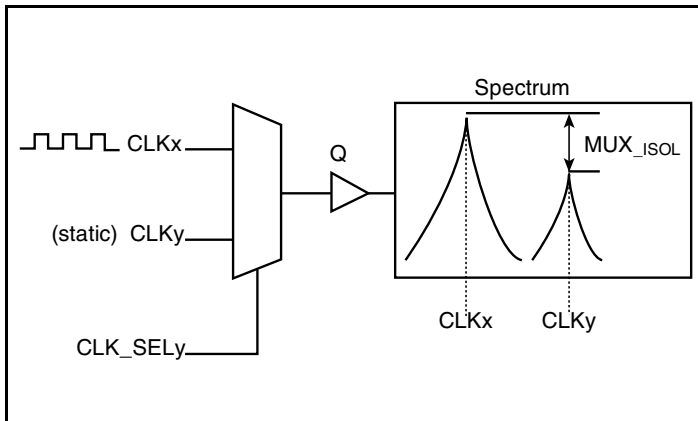 Spectrum
CLKx
Q
MUX_ISOL
(static) CLKy
CLKx CLKy
CLK_SELy